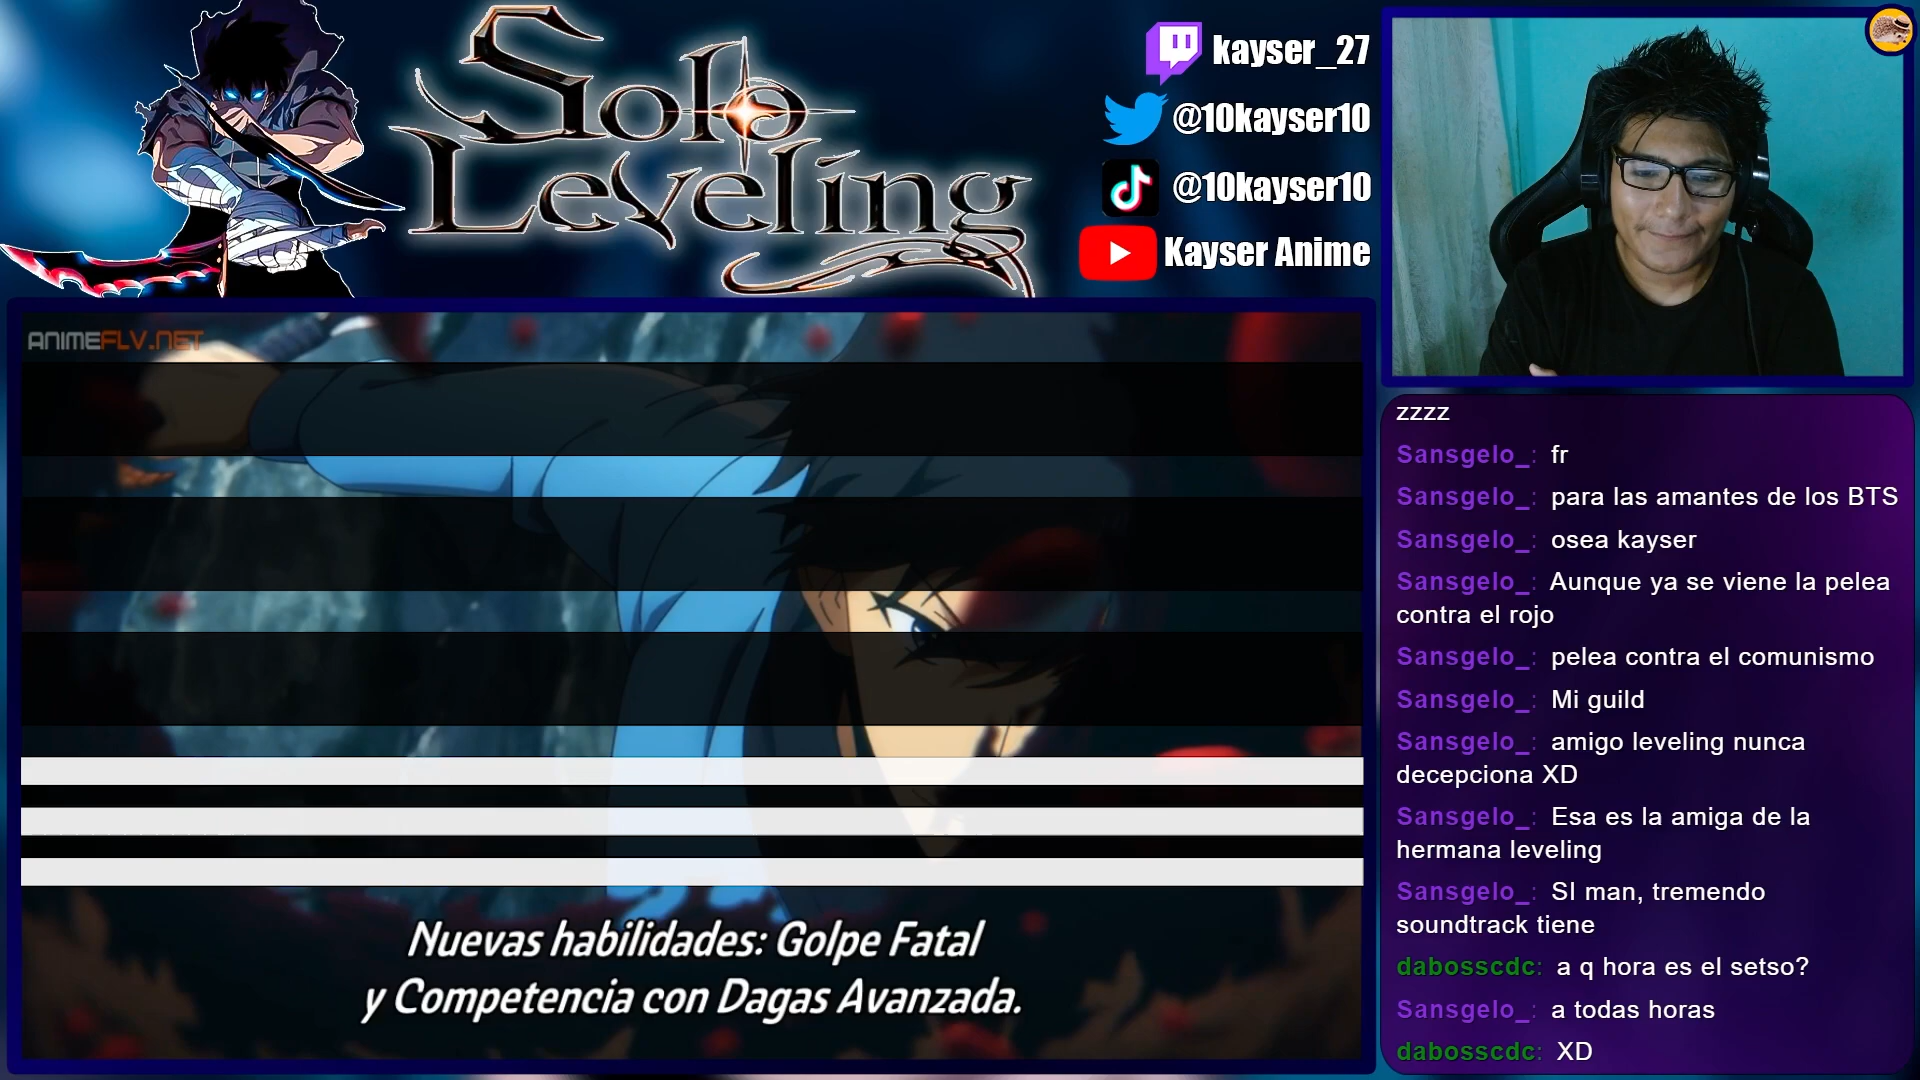 Solo
Leveling
kayser_27
@10kayser10
@10kayser10
Kayser Anime
ANIMEFLV.NET
Nuevas habilidades: Golpe Fatal
y Competencia con Dagas Avanzada.
zzzz
Sansgelo_: fr
Sansgelo_: para las amantes de los BTS
Sansgelo_: osea kayser
Sansgelo_: Aunque ya se viene la pelea
contra el rojo
Sansgelo_: pelea contra el comunismo
Sansgelo_: Mi guild
Sansgelo_: amigo leveling nunca
decepciona XD
Sansgelo_: Esa es la amiga de la
hermana leveling
Sansgelo_: SI man, tremendo
soundtrack tiene
dabosscdc: a q hora es el setso?
Sansgelo_: a todas horas
dabosscdc: XD